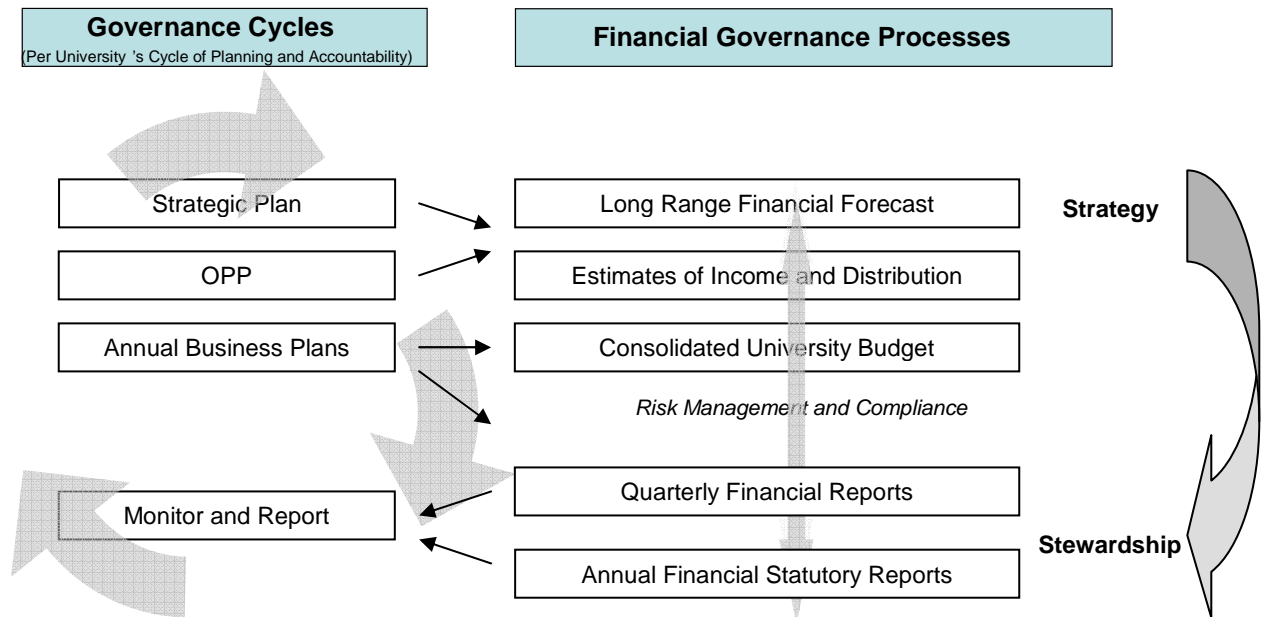 Governance Cycles
(Per University 's Cycle of Planning and Accountability)
Financial Governance Processes
Strategic Plan
Long Range Financial Forecast
Strategy
OPP
Estimates of Income and Distribution
Annual Business Plans
Consolidated University Budget
Risk Management and Compliance
Quarterly Financial Reports
Monitor and Report
Stewardship
Annual Financial Statutory Reports